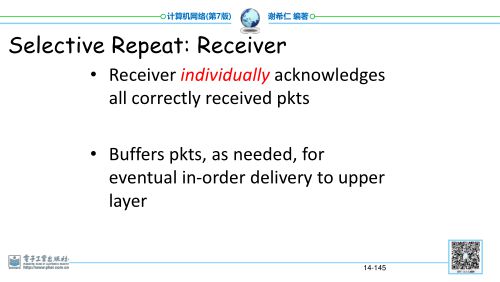 计算机网络(第7版)
谢希仁 编著
Selective Repeat: Receiver
• Receiver individually acknowledges
all correctly received pkts
• Buffers pkts, as needed, for
eventual in-order delivery to upper
layer
电子工业出版社
http://www.phei.com.cn
14-145